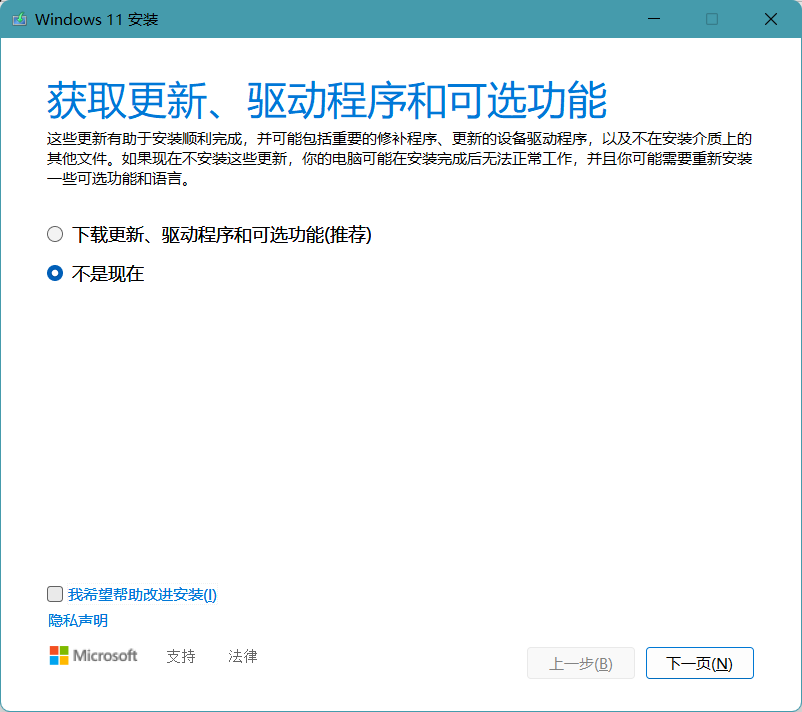 Windows 11 安装
获取更新、驱动程序和可选功能
这些更新有助于安装顺利完成，并可能包括重要的修补程序、更新的设备驱动程序，以及不在安装介质上的
其他文件。如果现在不安装这些更新，你的电脑可能在安装完成后无法正常工作，并且你可能需要重新安装
一些可选功能和语言。
下载更新、驱动程序和可选功能(推荐)
不是现在
我希望帮助改进安装(I)
隐私声明
Microsoft 支持 法律 上一步(B) 下一页(N)